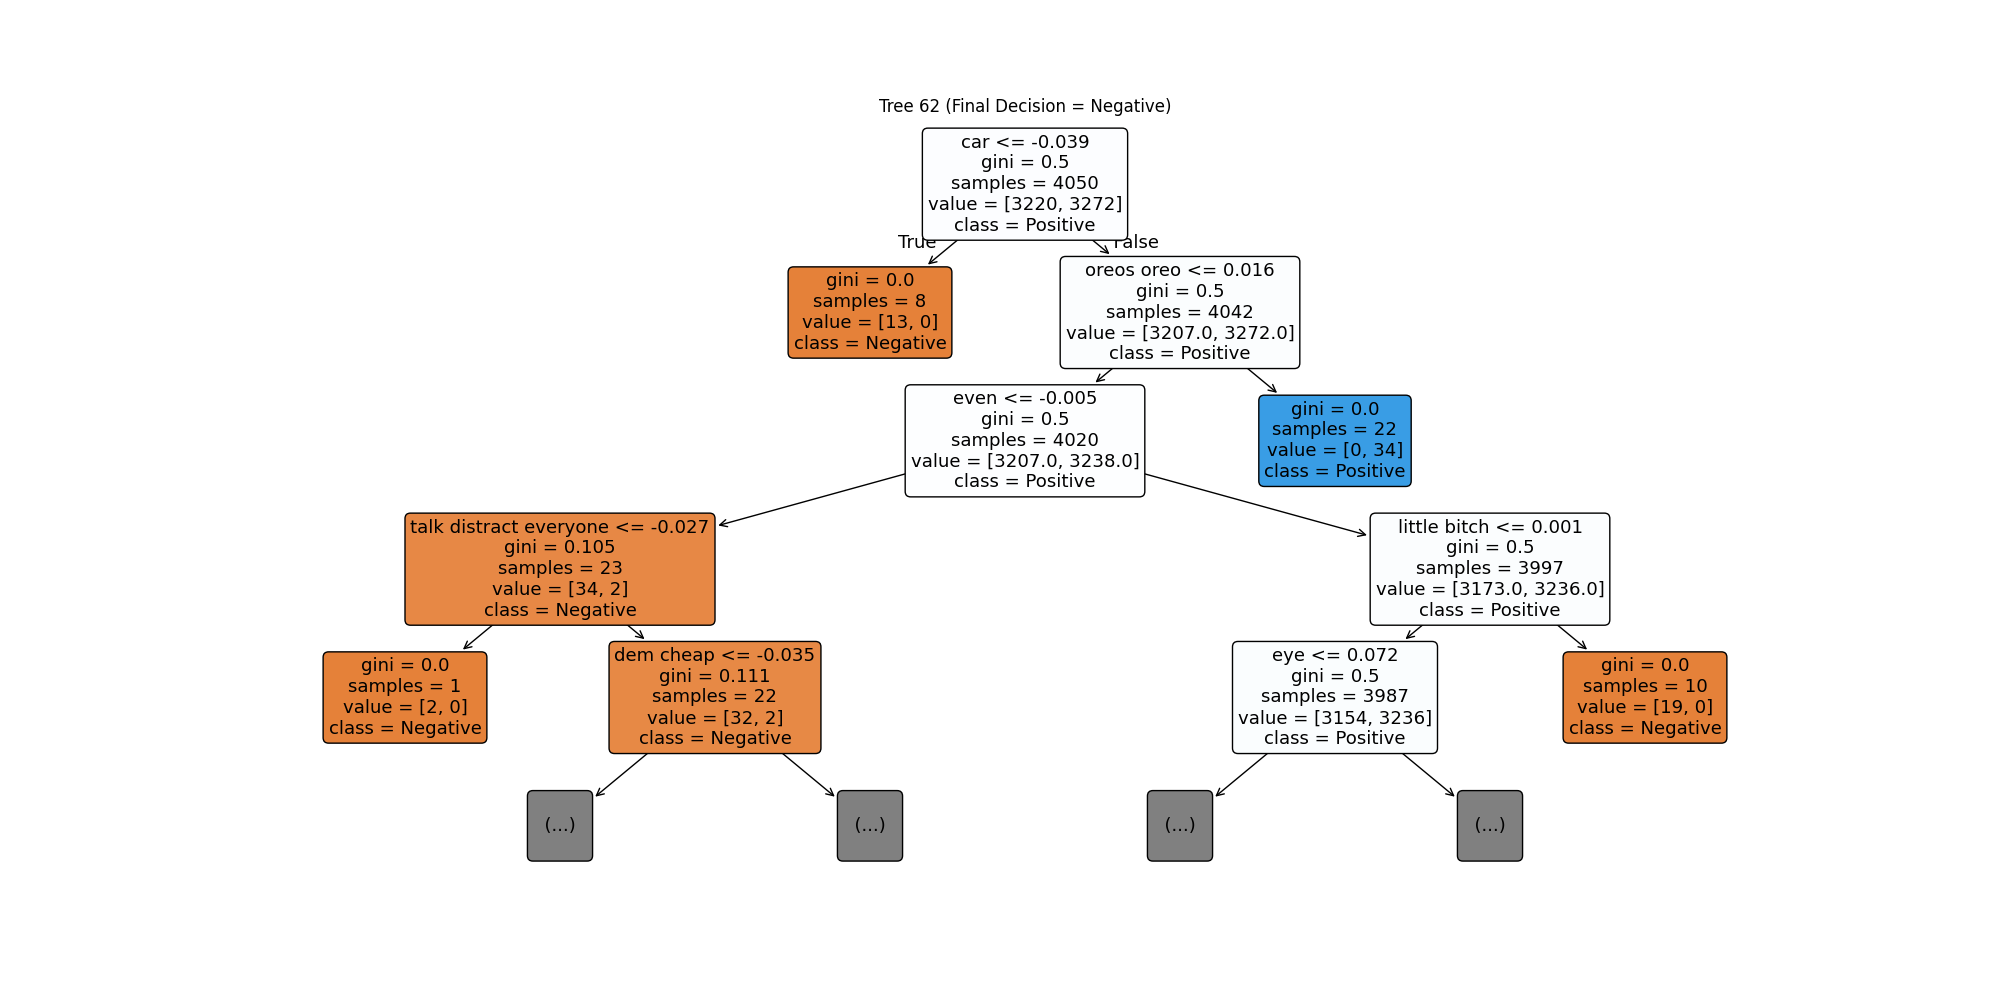 Tree 62 (Final Decision = Negative)
car <= -0.039
gini = 0.5
samples = 4050
value = [3220, 3272]
class = Positive
True
False
gini = 0.0
samples = 8
value = [13, 0]
class = Negative
oreos oreo <= 0.016
gini = 0.5
samples = 4042
value = [3207.0, 3272.0]
class = Positive
even <= -0.005
gini = 0.5
samples = 4020
value = [3207.0, 3238.0]
class = Positive
gini = 0.0
samples = 22
value = [0, 34]
class = Positive
talk distract everyone <= -0.027
gini = 0.105
samples = 23
value = [34, 2]
class = Negative
little bitch <= 0.001
gini = 0.5
samples = 3997
value = [3173.0, 3236.0]
class = Positive
gini = 0.0
samples = 1
value = [2, 0]
class = Negative
dem cheap <= -0.035
gini = 0.111
samples = 22
value = [32, 2]
class = Negative
eye <= 0.072
gini = 0.5
samples = 3987
value = [3154, 3236]
class = Positive
gini = 0.0
samples = 10
value = [19, 0]
class = Negative
(...)
(...)
(...)
(...)